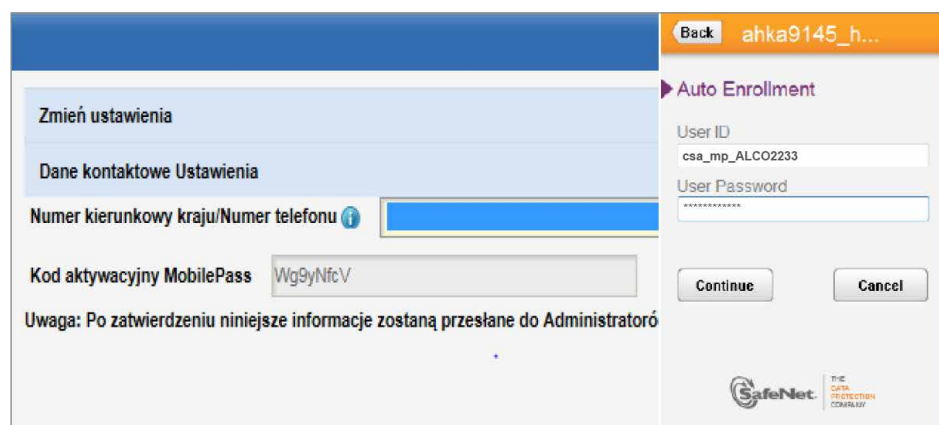 Zmień ustawienia
Dane kontaktowe Ustawienia
Numer kierunkowy kraju/Numer telefonu
Kod aktywacyjny MobilePass Wg9yNfcV
Uwaga: Po zatwierdzeniu niniejsze informacje zostaną przesłane do Administratoró
Back ahka9145_h...
Auto Enrollment
User ID
csa_mp_ALCO2233
User Password
************
Continue Cancel
SafeNet.
THE
DATA
PROTECTION
COMPANY